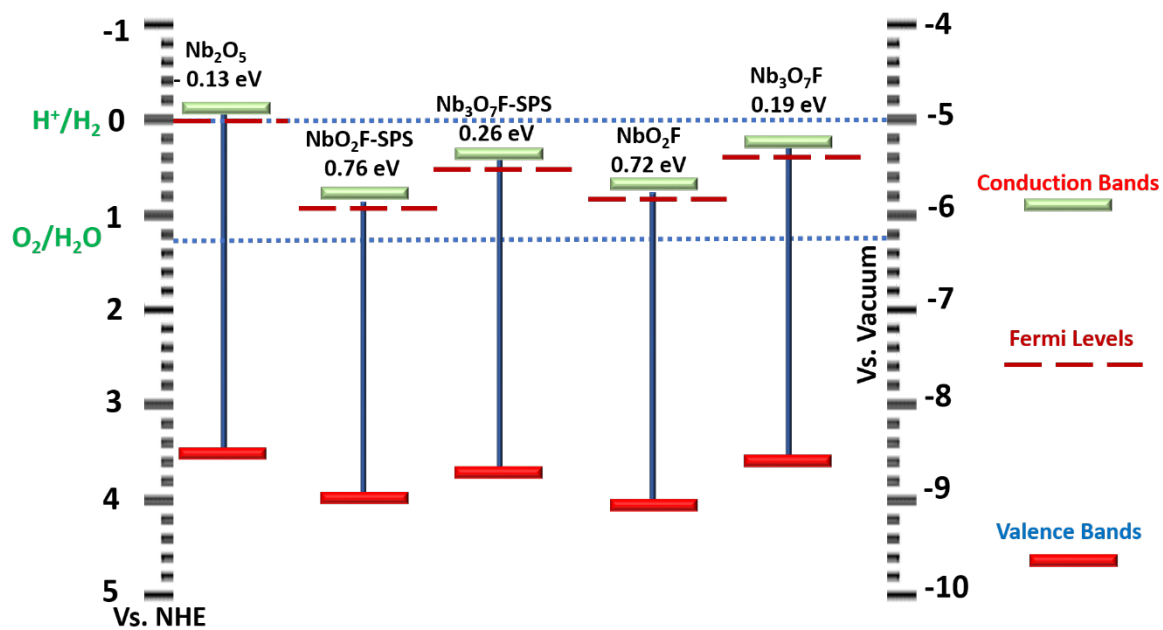 -1
-4
Nb₂O₅
- 0.13 eV
Nb₃O₇F
0.19 eV
Nb₃O₇F-SPS
0.26 eV
H⁺/H₂
0
-5
NbO₂F-SPS
0.76 eV
NbO₂F
0.72 eV
Conduction Bands
1
-6
O₂/H₂O
2
-7
Vs. Vacuum
Fermi Levels
3
-8
4
-9
Valence Bands
5
-10
Vs. NHE